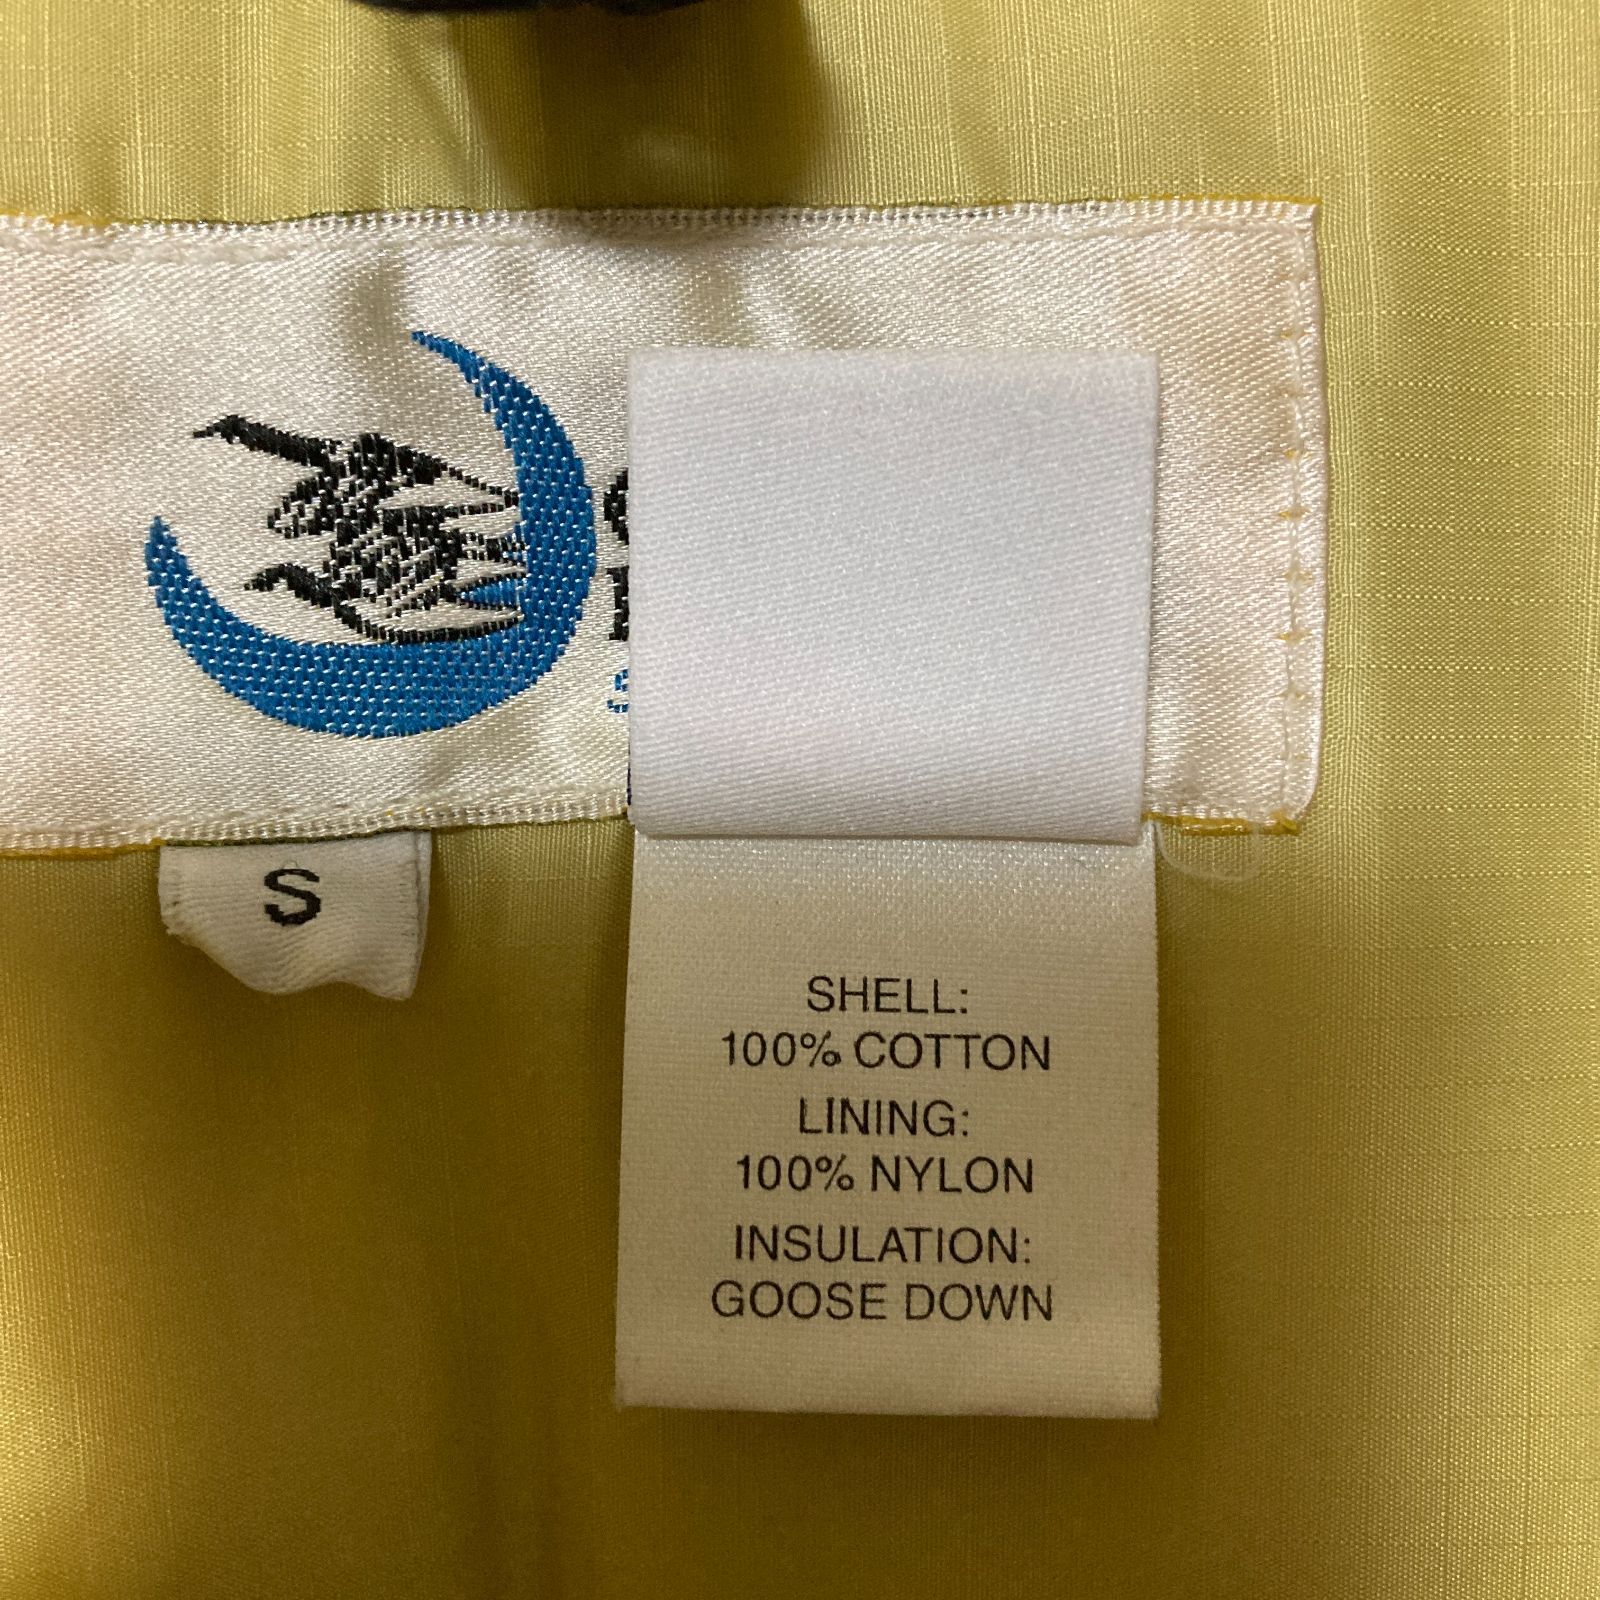 S
SHELL:
100% COTTON
LINING:
100% NYLON
INSULATION:
GOOSE DOWN